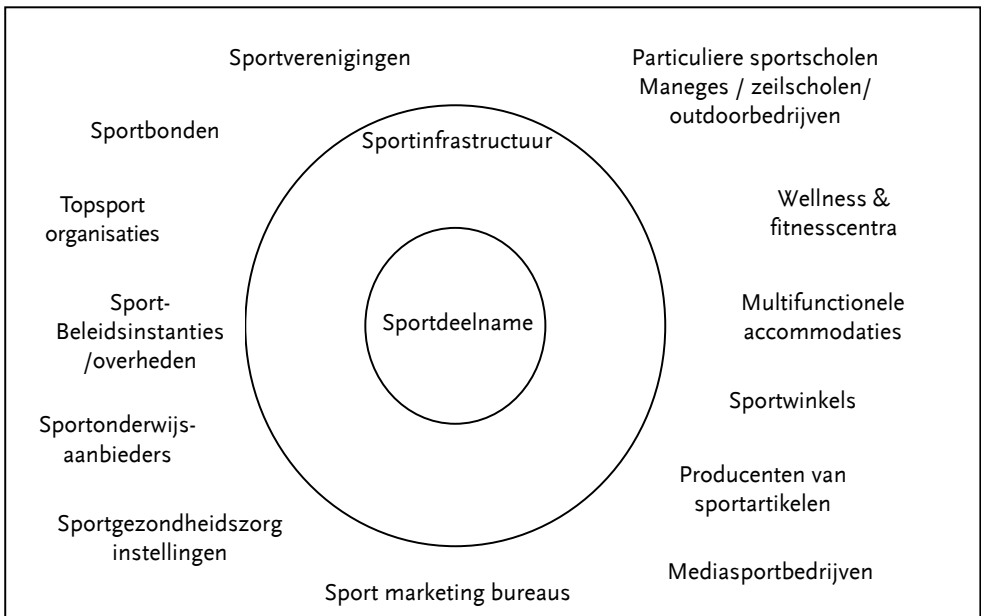 Sportverenigingen
Particuliere sportscholen
Maneges / zeilscholen/
outdoorbedrijven
Sportbonden
Sportinfrastructuur
Topsport
organisaties
Wellness &
fitnesscentra
Sport-
Beleidsinstanties
/overheden
Sportdeelname
Multifunctionele
accommodaties
Sportwinkels
Sportonderwijs-
aanbieders
Producenten van
sportartikelen
Sportgezondheidszorg
instellingen
Mediasportbedrijven
Sport marketing bureaus